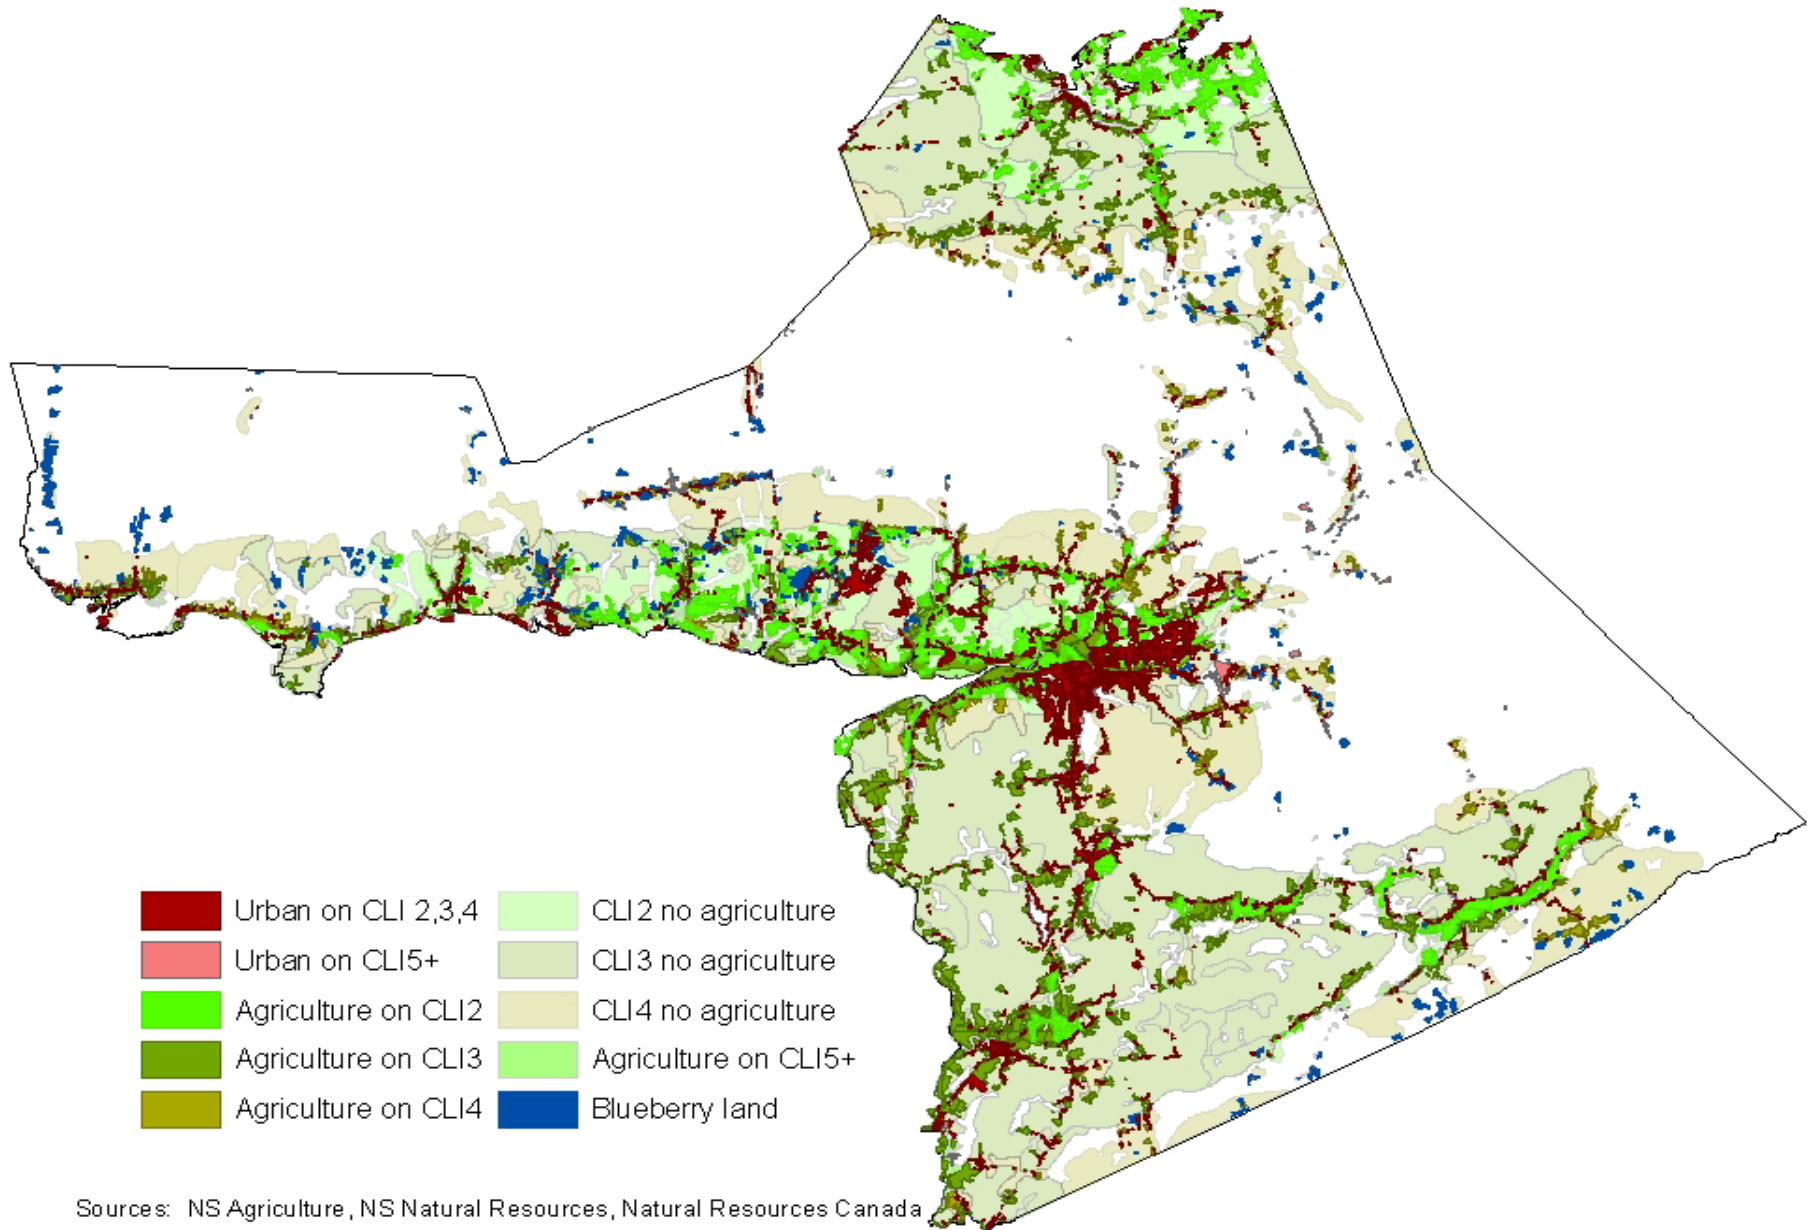 Urban on CLI 2,3,4
Urban on CLI5+
Agriculture on CLI2
Agriculture on CLI3
Agriculture on CLI4
CLI2 no agriculture
CLI3 no agriculture
CLI4 no agriculture
Agriculture on CLI5+
Blueberry land
Sources: NS Agriculture, NS Natural Resources, Natural Resources Canada